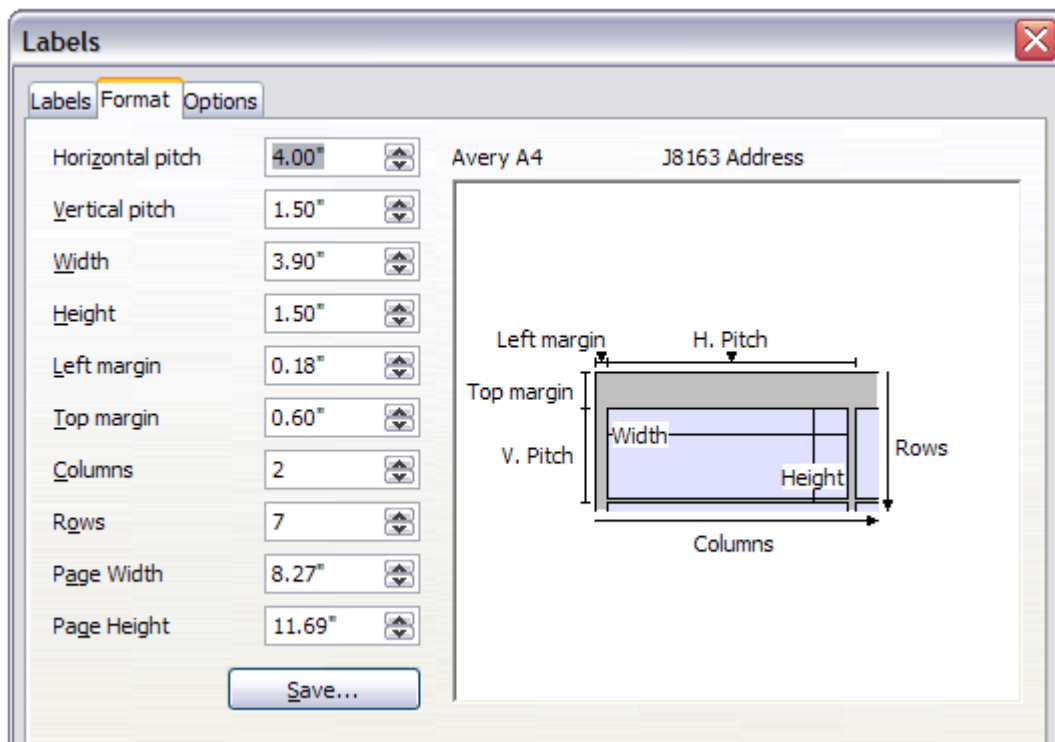 Labels
Labels Format Options
Horizontal pitch 4.00"
Vertical pitch 1.50"
Width 3.90"
Height 1.50"
Left margin 0.18"
Top margin 0.60"
Columns 2
Rows 7
Page Width 8.27"
Page Height 11.69"
Save...
Avery A4 J8163 Address
Left margin H. Pitch
Top margin
Width
V. Pitch
Height
Rows
Columns